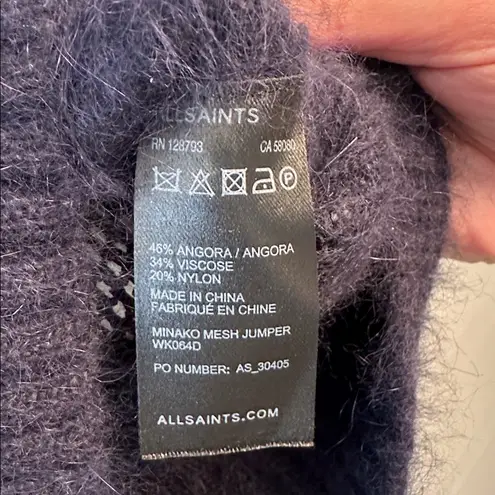 ALLSAINTS
RN 128793 CA 58080
P
46% ANGORA / ANGORA
34% VISCOSE
20% NYLON
MADE IN CHINA
FABRIQUÉ EN CHINE
MINAKO MESH JUMPER
WK064D
PO NUMBER: AS_30405
ALLSAINTS.COM